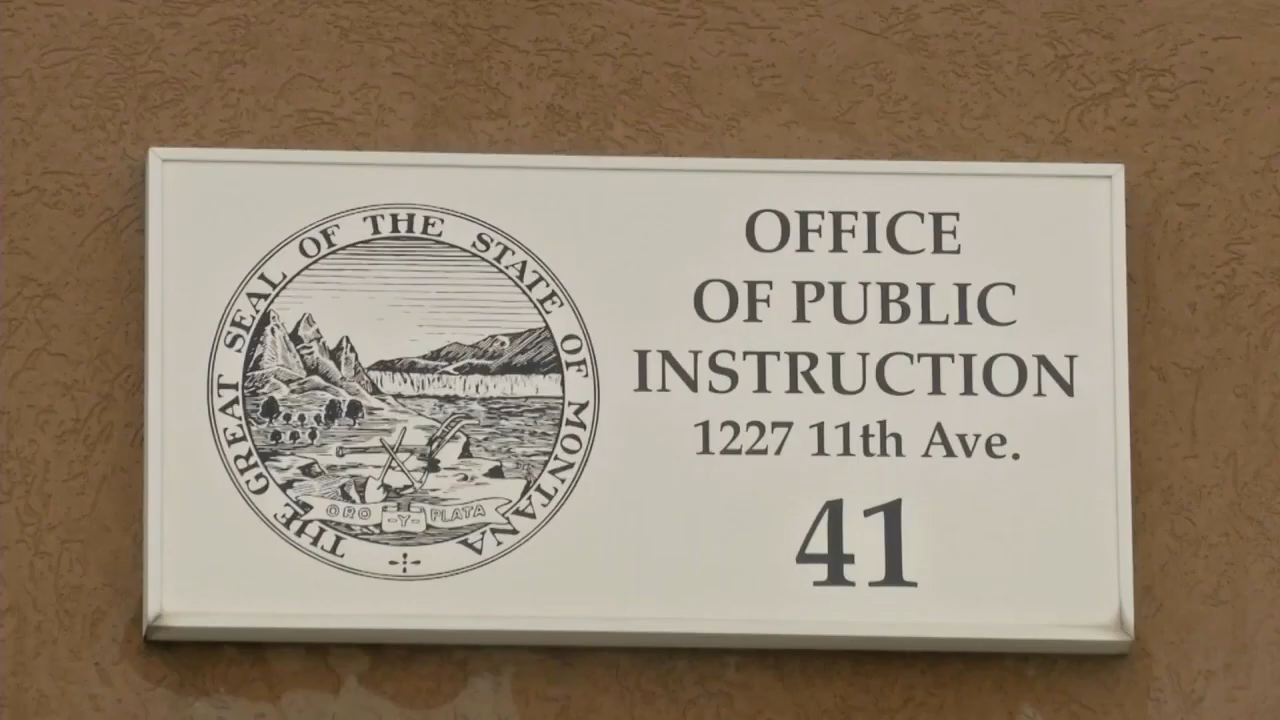 THE GREAT SEAL OF THE STATE OF MONTANA
ORO -Y- PLATA
OFFICE
OF PUBLIC
INSTRUCTION
1227 11th Ave.
41